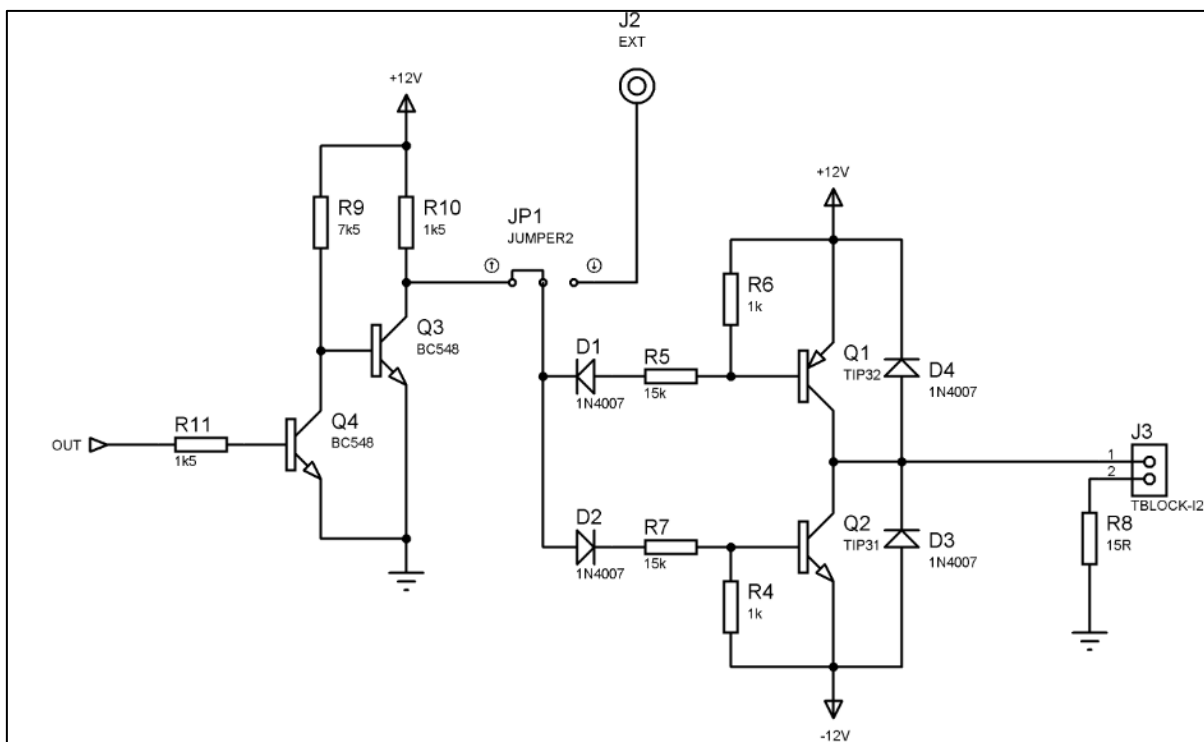 J2
EXT
+12V
+12V
R9
7k5
R10
1k5
JP1
JUMPER2
R6
1k
Q3
BC548
D1
1N4007
R5
15k
Q1
TIP32
D4
1N4007
Q4
BC548
R11
1k5
OUT
J3
1
2
TBLOCK-I2
D2
1N4007
R7
15k
Q2
TIP31
D3
1N4007
R8
15R
R4
1k
-12V